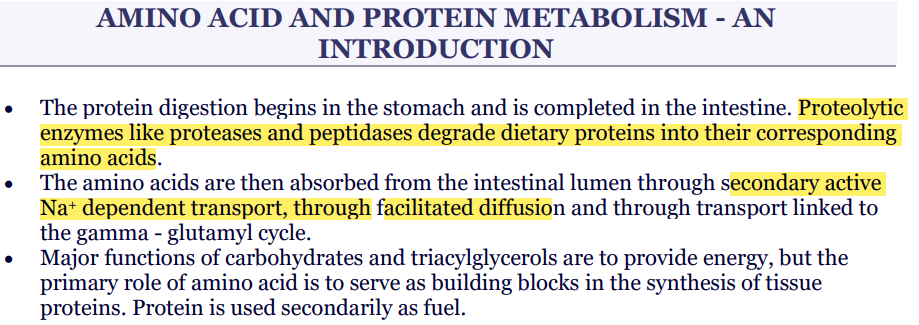 AMINO ACID AND PROTEIN METABOLISM - AN
INTRODUCTION
• The protein digestion begins in the stomach and is completed in the intestine. Proteolytic
enzymes like proteases and peptidases degrade dietary proteins into their corresponding
amino acids.
• The amino acids are then absorbed from the intestinal lumen through secondary active
Na⁺ dependent transport, through facilitated diffusion and through transport linked to
the gamma - glutamyl cycle.
• Major functions of carbohydrates and triacylglycerols are to provide energy, but the
primary role of amino acid is to serve as building blocks in the synthesis of tissue
proteins. Protein is used secondarily as fuel.